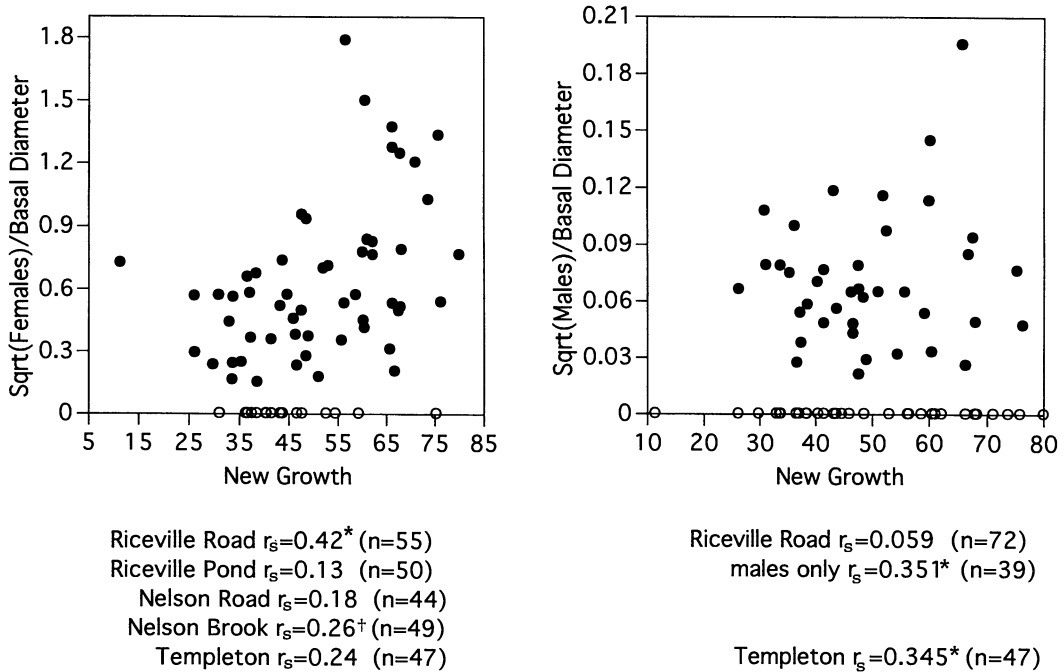 Sqrt(Females)/Basal Diameter
1.8
1.5
1.2
0.9
0.6
0.3
0
5 15 25 35 45 55 65 75 85
New Growth
Riceville Road rs=0.42* (n=55)
Riceville Pond rs=0.13 (n=50)
Nelson Road rs=0.18 (n=44)
Nelson Brook rs=0.26† (n=49)
Templeton rs=0.24 (n=47)
Sqrt(Males)/Basal Diameter
0.21
0.18
0.15
0.12
0.09
0.06
0.03
0
10 20 30 40 50 60 70 80
New Growth
Riceville Road rs=0.059 (n=72)
males only rs=0.351* (n=39)
Templeton rs=0.345* (n=47)